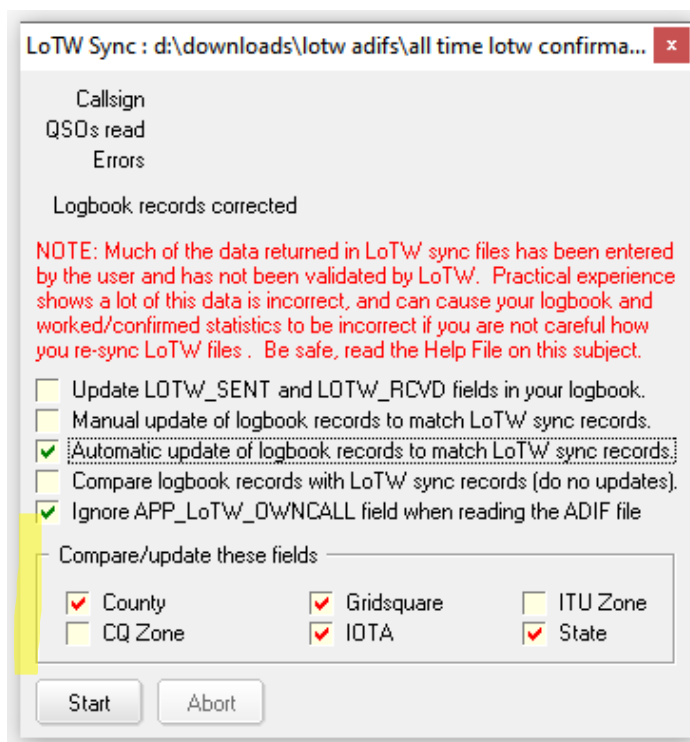 LoTW Sync : d:\downloads\lotw adifs\all time lotw confirma... x
Callsign
QSOs read
Errors
Logbook records corrected
NOTE: Much of the data returned in LoTW sync files has been entered
by the user and has not been validated by LoTW. Practical experience
shows a lot of this data is incorrect, and can cause your logbook and
worked/confirmed statistics to be incorrect if you are not careful how
you re-sync LoTW files . Be safe, read the Help File on this subject.
Update LOTW_SENT and LOTW_RCVD fields in your logbook.
Manual update of logbook records to match LoTW sync records.
Automatic update of logbook records to match LoTW sync records.
Compare logbook records with LoTW sync records (do no updates).
Ignore APP_LoTW_OWNCALL field when reading the ADIF file
Compare/update these fields
County Gridsquare ITU Zone
CQ Zone IOTA State
Start Abort